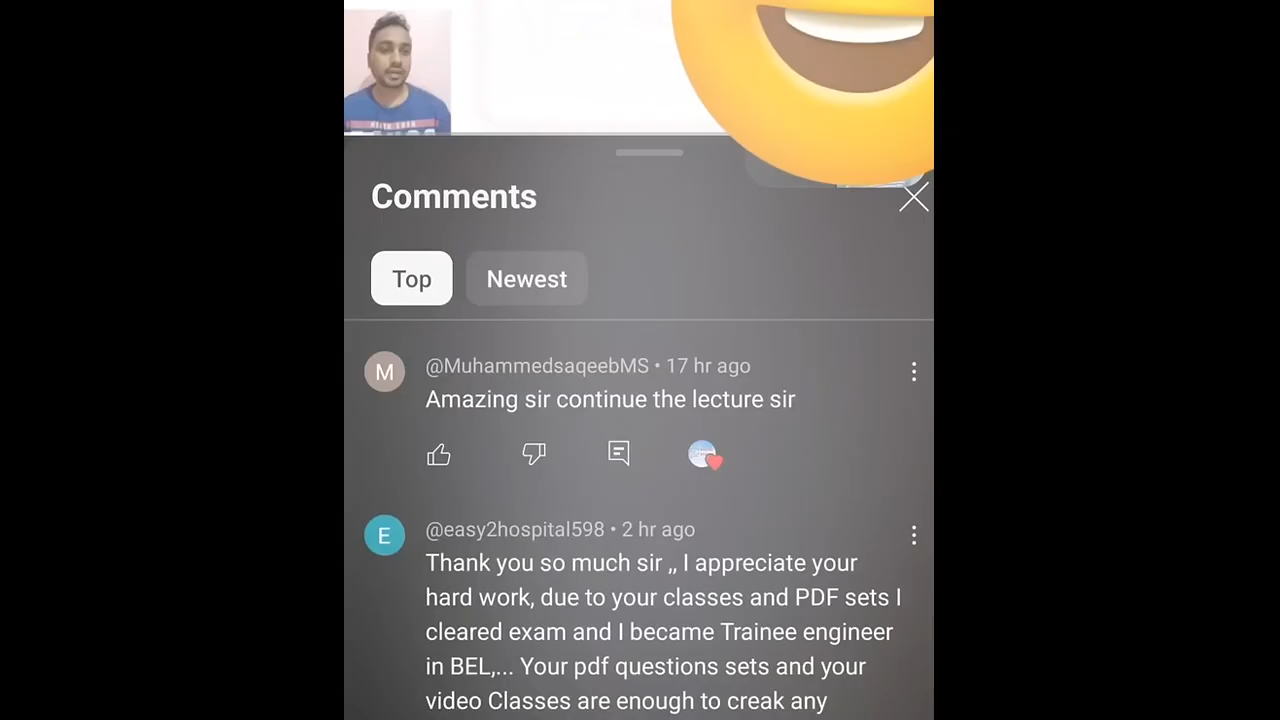 Comments
Top
Newest
M
@MuhammedsaqeebMS • 17 hr ago
Amazing sir continue the lecture sir
E
@easy2hospital598 • 2 hr ago
Thank you so much sir ,, I appreciate your
hard work, due to your classes and PDF sets I
cleared exam and I became Trainee engineer
in BEL,... Your pdf questions sets and your
video Classes are enough to creak any